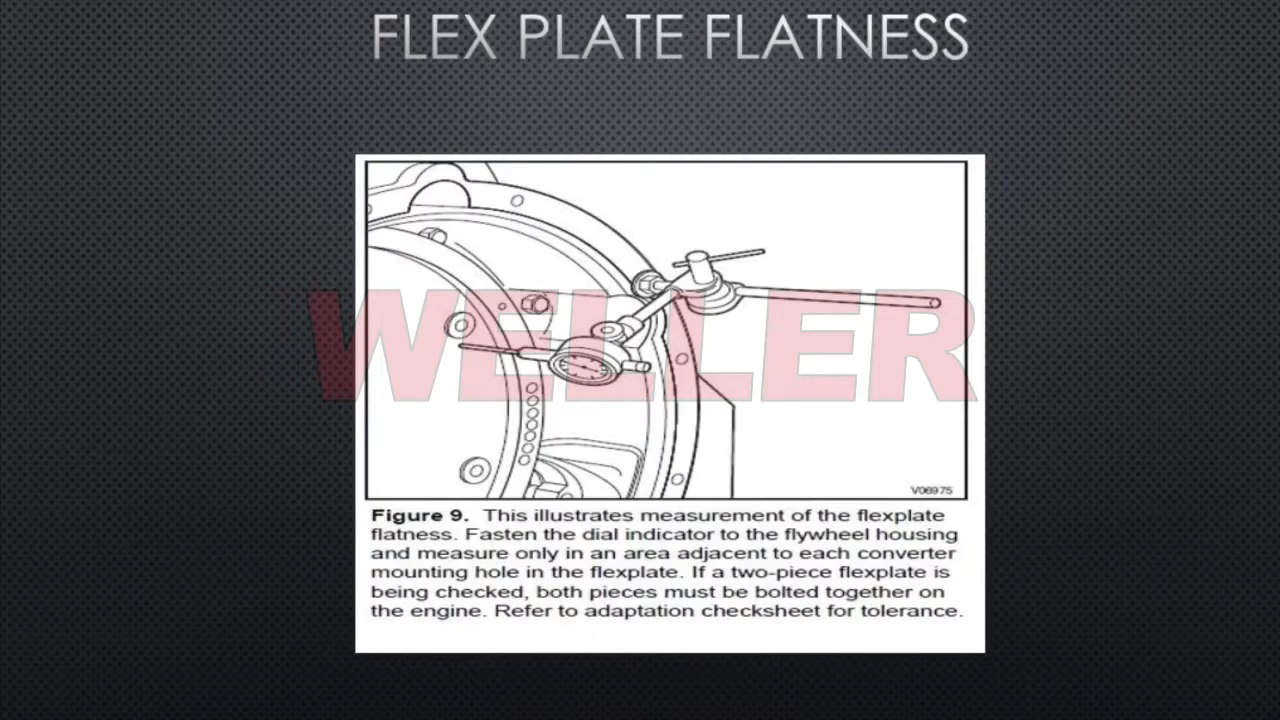 FLEX PLATE FLATNESS
WELLER
V06975
Figure 9. This illustrates measurement of the flexplate
flatness. Fasten the dial indicator to the flywheel housing
and measure only in an area adjacent to each converter
mounting hole in the flexplate. If a two-piece flexplate is
being checked, both pieces must be bolted together on
the engine. Refer to adaptation checksheet for tolerance.